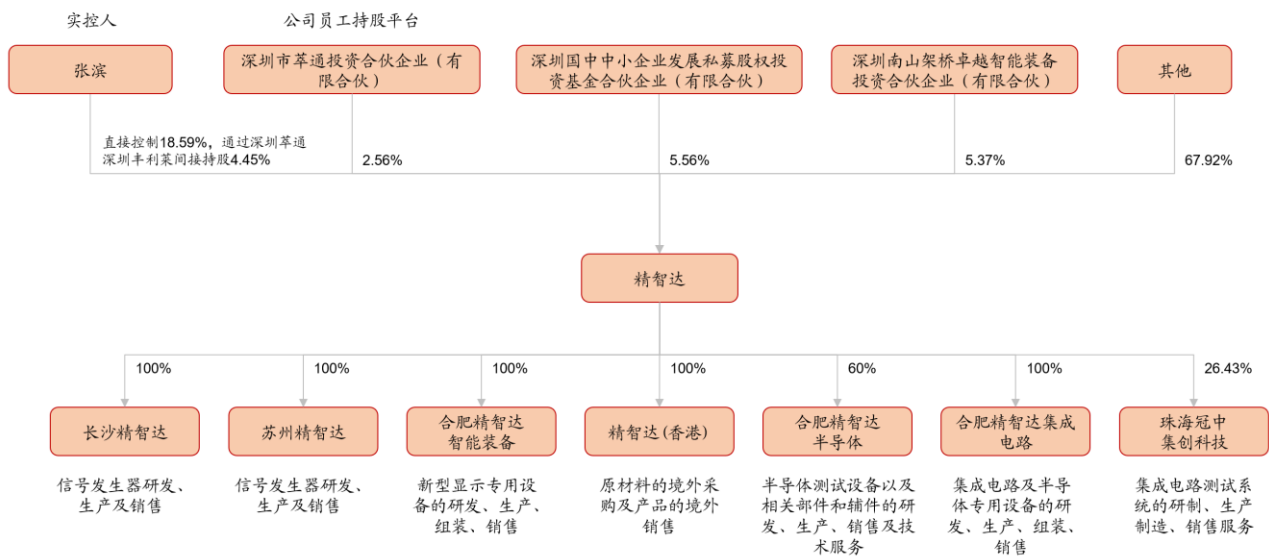 实控人
公司员工持股平台
张滨
深圳市萃通投资合伙企业（有
限合伙）
深圳国中中小企业发展私募股权投
资基金合伙企业（有限合伙）
深圳南山架桥卓越智能装备
投资合伙企业（有限合伙）
其他
直接控制18.59%，通过深圳萃通
深圳丰利莱间接持股4.45%
2.56%
5.56%
5.37%
67.92%
精智达
100%
100%
100%
100%
60%
100%
26.43%
长沙精智达
苏州精智达
合肥精智达
智能装备
精智达(香港)
合肥精智达
半导体
合肥精智达集成
电路
珠海冠中
集创科技
信号发生器研发、
生产及销售
信号发生器研发、
生产及销售
新型显示专用设
备的研发、生产、
组装、销售
原材料的境外采
购及产品的境外
销售
半导体测试设备以及
相关部件和辅件的研
发、生产、销售及技
术服务
集成电路及半导
体专用设备的研
发、生产、组装、
销售
集成电路测试系
统的研制、生产
制造、销售服务